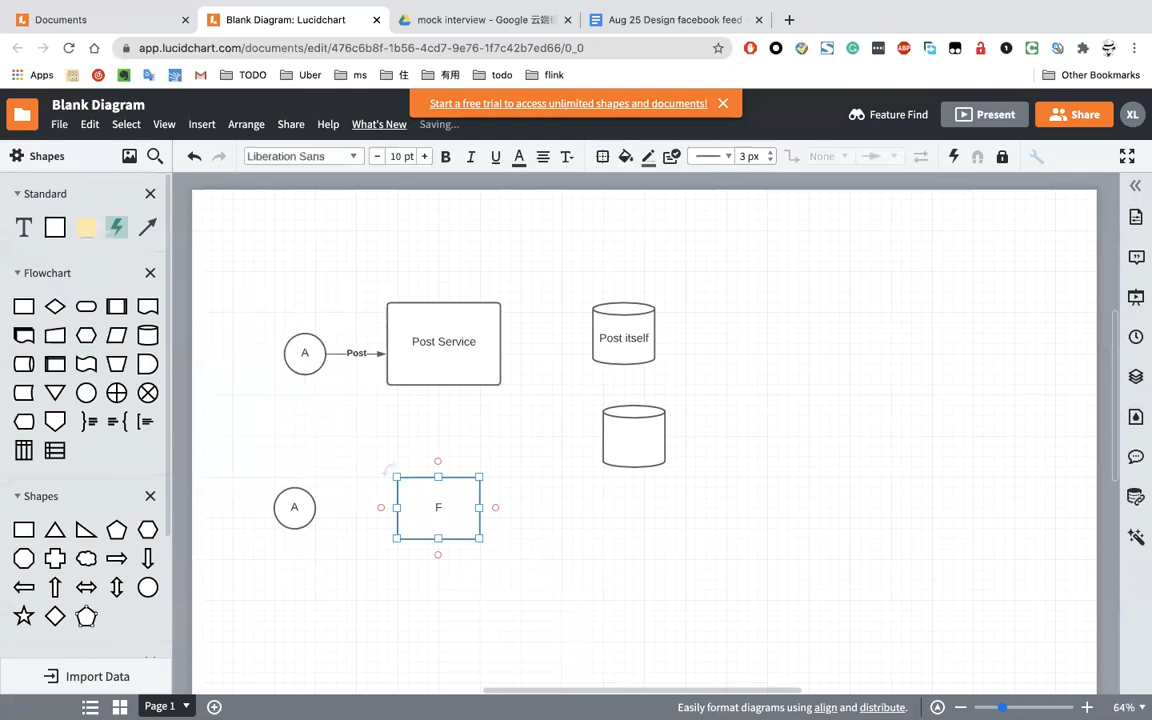 Documents
Blank Diagram: Lucidchart
mock interview - Google 云端
Aug 25 Design facebook feed -
app.lucidchart.com/documents/edit/476c6b8f-1b56-4cd7-9e76-1f7c42b7ed66/0_0
Apps
TODO
Uber
ms
住
有用
todo
flink
Other Bookmarks
Blank Diagram
Start a free trial to access unlimited shapes and documents!
File Edit Select View Insert Arrange Share Help What's New Saving...
Feature Find
Present
Share
XL
Shapes
Liberation Sans
10 pt
B I U A T
None
3 px
Standard
T
Flowchart
Shapes
Import Data
A
Post
Post Service
Post itself
A
F
Page 1
Easily format diagrams using align and distribute.
64%